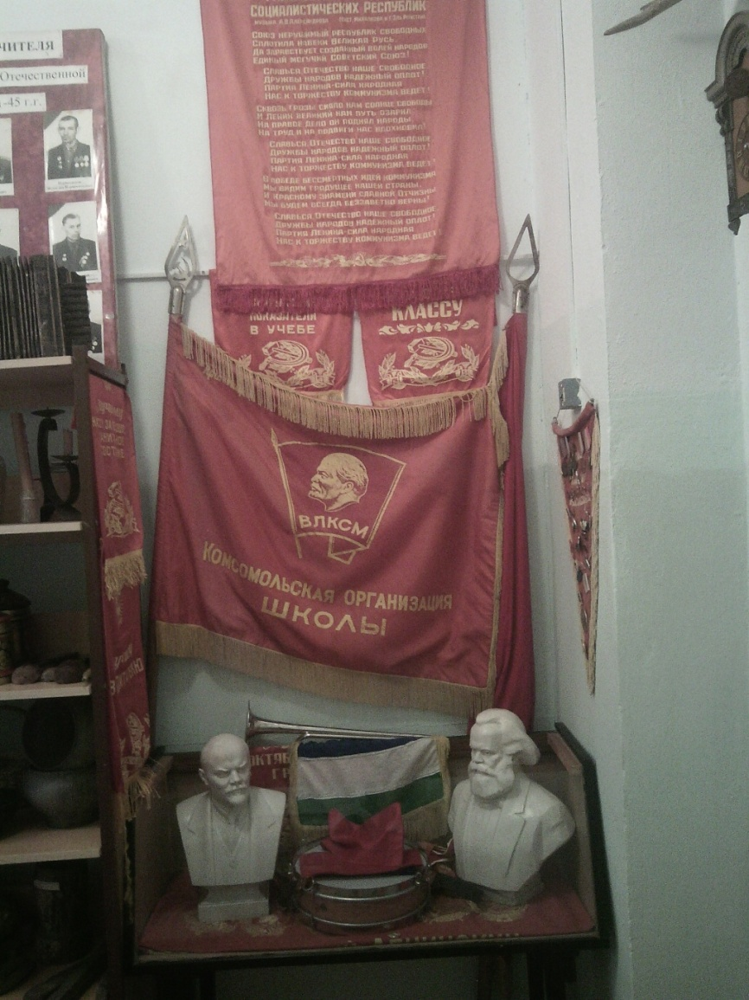 ЧИТЕЛЯ
Отечественной
-45 г.г.
СОЦИАЛИСТИЧЕСКИХ РЕСПУБЛИК
СОЮЗ НЕРУШИМЫЙ РЕСПУБЛИК СВОБОДНЫХ
СПЛОТИЛА НАВЕКИ ВЕЛИКАЯ РУСЬ.
ДА ЗДРАВСТВУЕТ СОЗДАННЫЙ ВОЛЕЙ НАРОДОВ
ЕДИНЫЙ МОГУЧИЙ СОВЕТСКИЙ СОЮЗ!
СЛАВЬСЯ, ОТЕЧЕСТВО НАШЕ СВОБОДНОЕ,
ДРУЖБЫ НАРОДОВ НАДЕЖНЫЙ ОПЛОТ!
ПАРТИЯ ЛЕНИНА-СИЛА НАРОДНАЯ
НАС К ТОРЖЕСТВУ КОММУНИЗМА ВЕДЕТ!
СКВОЗЬ ГРОЗЫ СИЯЛО НАМ СОЛНЦЕ СВОБОДЫ
И ЛЕНИН ВЕЛИКИЙ НАМ ПУТЬ ОЗАРИЛ.
НА ПРАВОЕ ДЕЛО ОН ПОДНЯЛ НАРОДЫ,
НА ТРУД И НА ПОДВИГИ НАС ВДОХНОВИЛ!
СЛАВЬСЯ ОТЕЧЕСТВО НАШЕ СВОБОДНОЕ
ДРУЖБЫ НАРОДОВ НАДЕЖНЫЙ ОПЛОТ!
ПАРТИЯ ЛЕНИНА-СИЛА НАРОДНАЯ
НАС К ТОРЖЕСТВУ КОММУНИЗМА ВЕДЕТ!
В ПОБЕДЕ БЕССМЕРТНЫХ ИДЕЙ КОММУНИЗМА
МЫ ВИДИМ ГРЯДУЩЕЕ НАШЕЙ СТРАНЫ.
И КРАСНОМУ ЗНАМЕНИ СЛАВНОЙ ОТЧИЗНЫ
МЫ БУДЕМ ВСЕГДА БЕЗЗАВЕТНО ВЕРНЫ!
СЛАВЬСЯ ОТЕЧЕСТВО НАШЕ СВОБОДНОЕ
ДРУЖБЫ НАРОДОВ НАДЕЖНЫЙ ОПЛОТ!
ПАРТИЯ ЛЕНИНА-СИЛА НАРОДНАЯ
НАС К ТОРЖЕСТВУ КОММУНИЗМА ВЕДЕТ!
ПОКАЗАТЕЛИ
В УЧЕБЕ
КЛАССУ
ВЛКСМ
КОМСОМОЛЬСКАЯ ОРГАНИЗАЦИЯ
ШКОЛЫ
ОКТЯБ
ГР